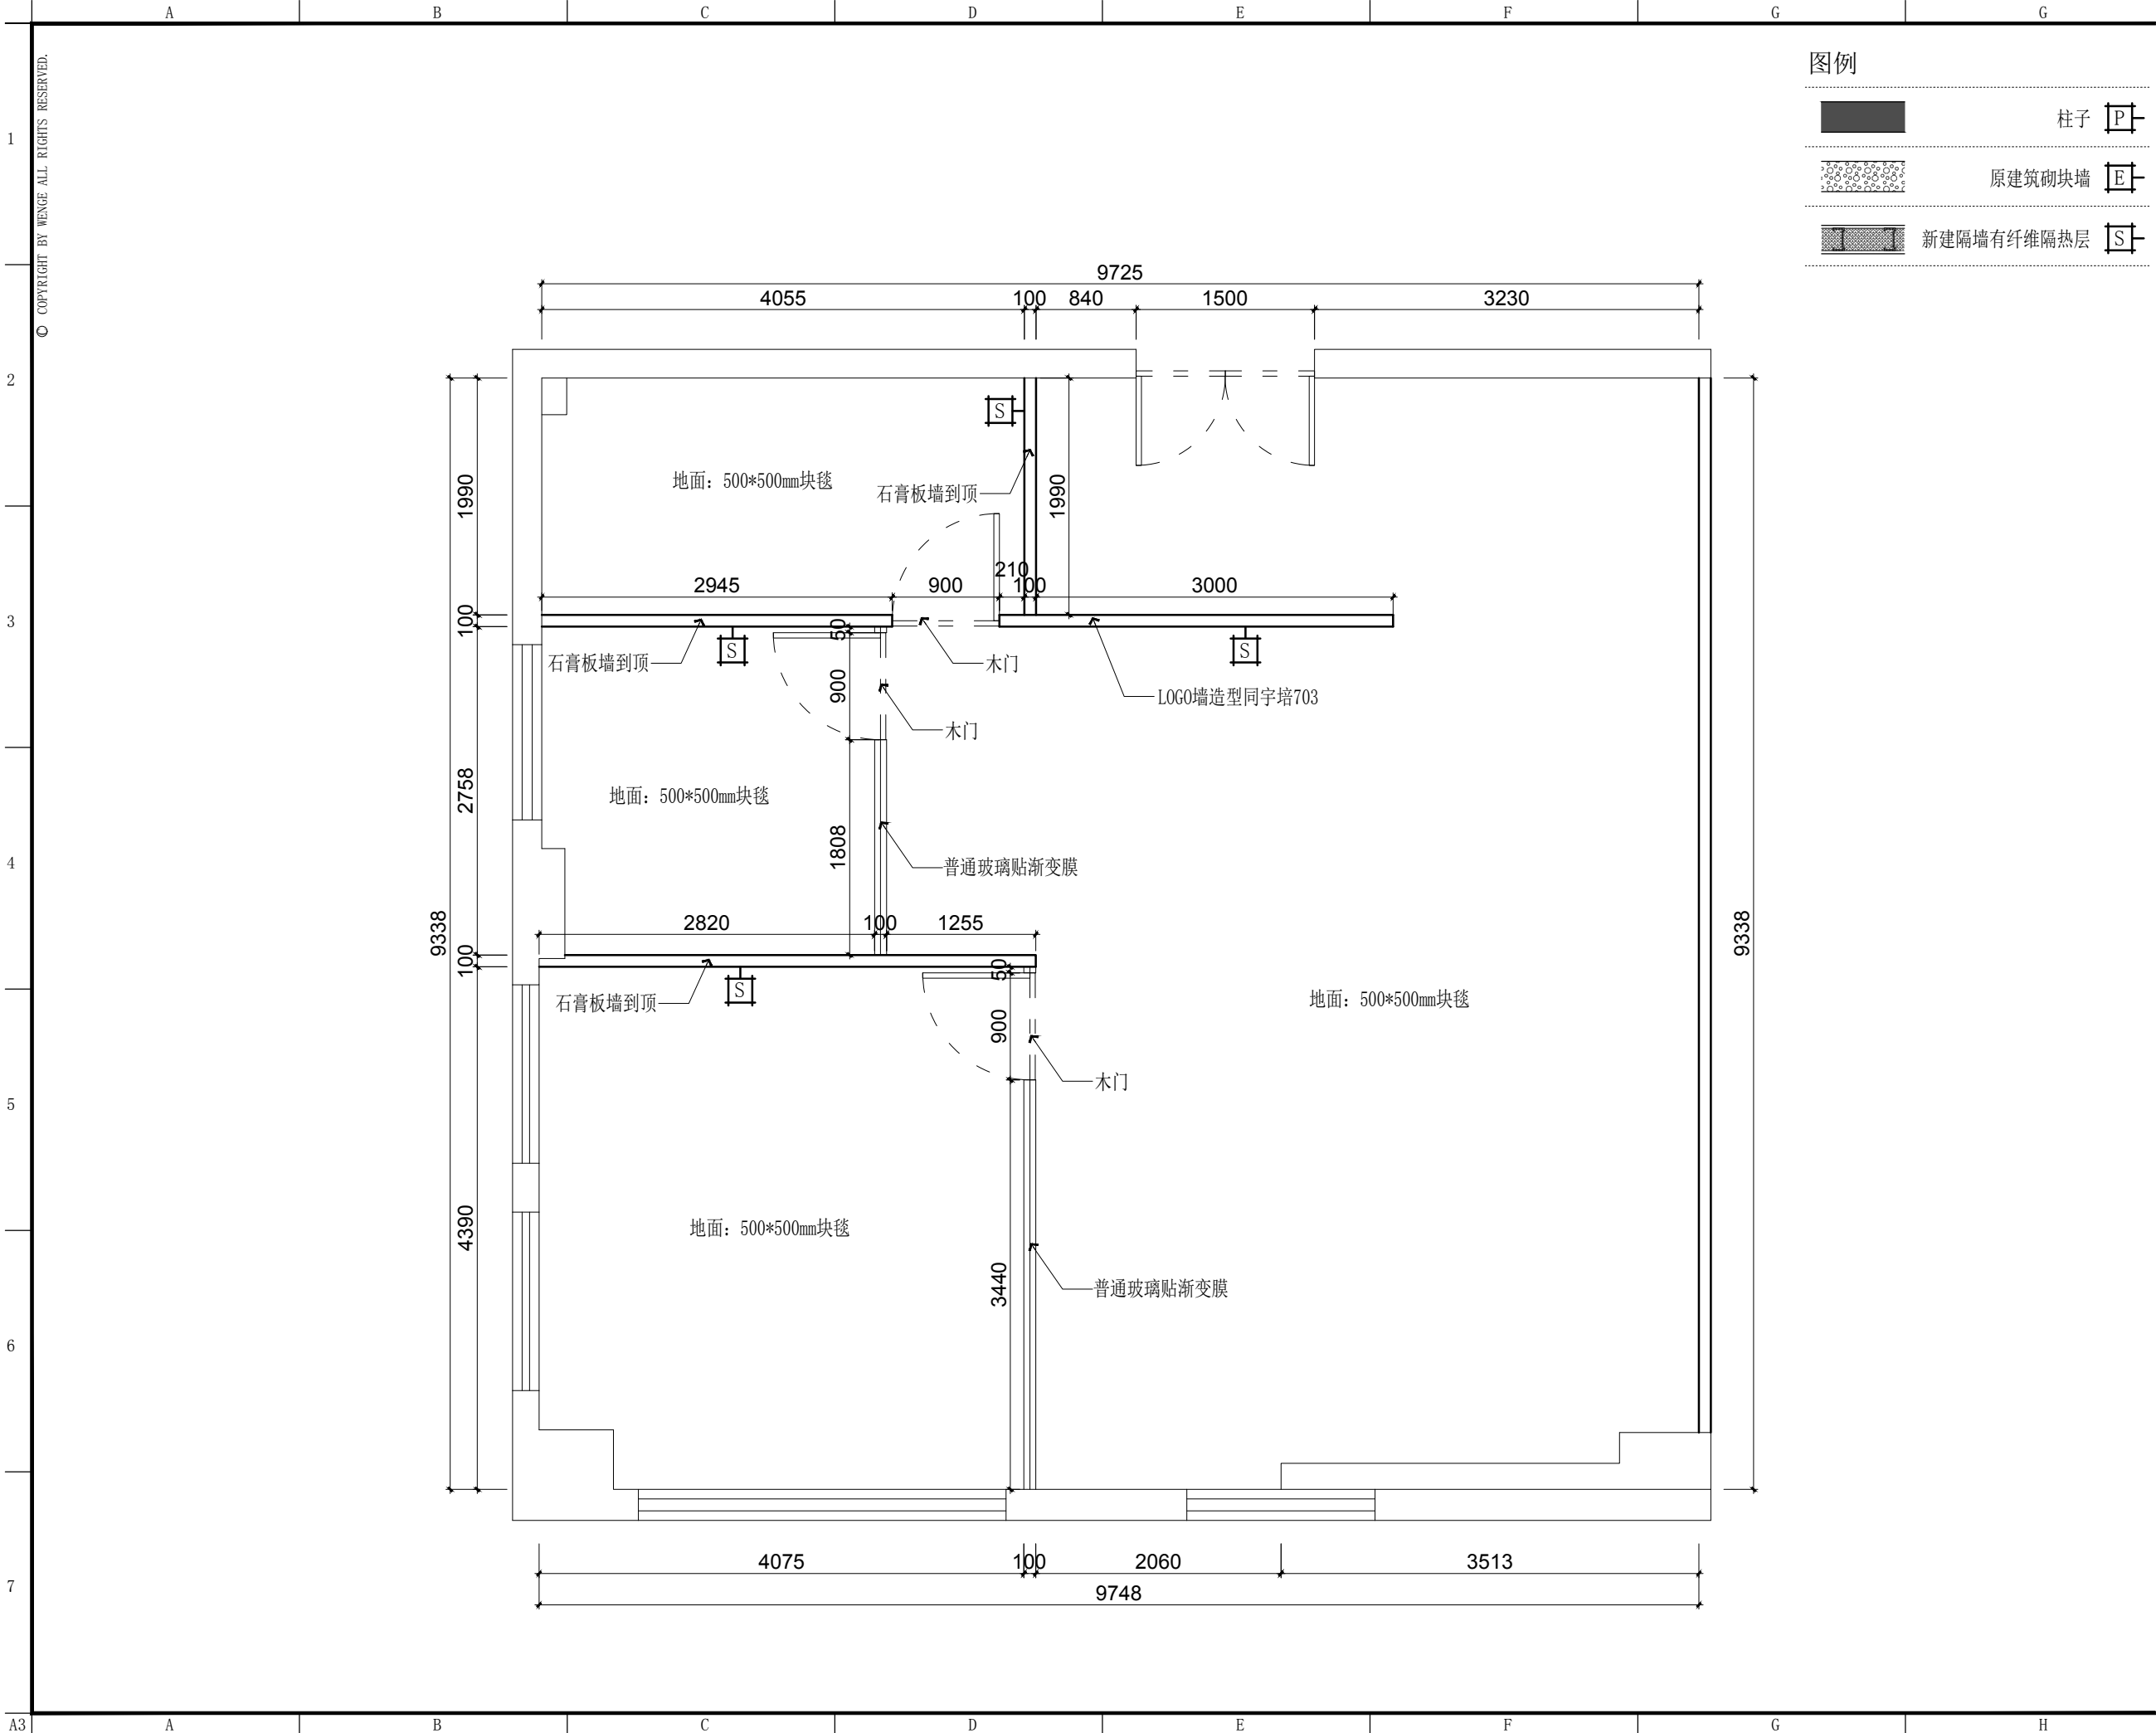 A B C D E F G G
© COPYRIGHT BY WENGE ALL RIGHTS RESERVED.
图例
柱子 P
原建筑砌块墙 E
新建隔墙有纤维隔热层 S
1
2
3
4
5
6
7
9725
4055 100 840 1500 3230
S
地面: 500*500mm块毯
石膏板墙到顶
1990
1990
210
2945 900 100 3000
100
50
S
S
石膏板墙到顶
木门
LOGO墙造型同宇培703
900
木门
2758
地面: 500*500mm块毯
1808
普通玻璃贴渐变膜
9338
9338
2820 100 1255
100
50
S
石膏板墙到顶
地面: 500*500mm块毯
900
木门
4390
地面: 500*500mm块毯
3440
普通玻璃贴渐变膜
4075 100 2060 3513
9748
A3 A B C D E F G H